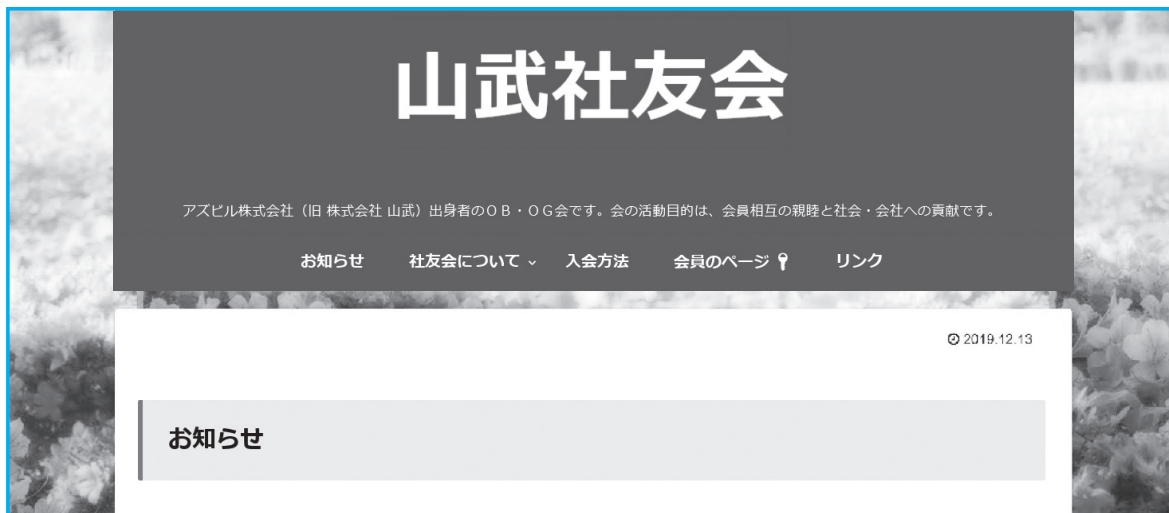 山武社友会
アズビル株式会社（旧 株式会社 山武）出身者のＯＢ・ＯＧ会です。会の活動目的は、会員相互の親睦と社会・会社への貢献です。
お知らせ 社友会について 入会方法 会員のページ リンク
2019.12.13
お知らせ